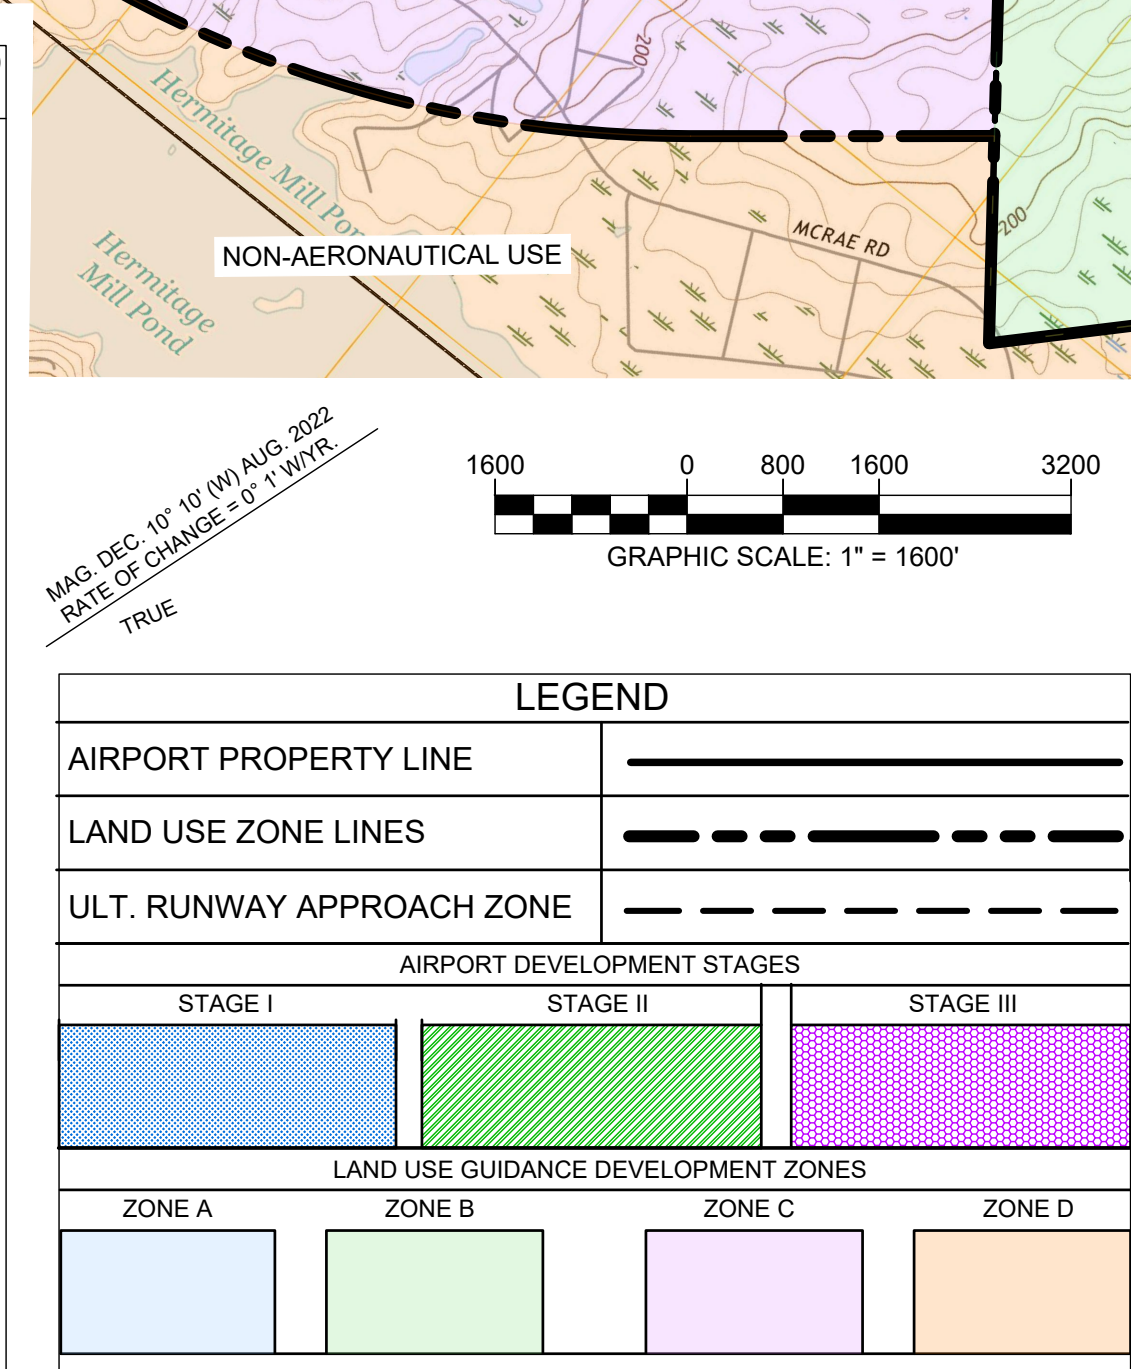 200
Hermitage Mill Pon
MCRAE RD
200
NON-AERONAUTICAL USE
Hermitage
Mill Pond
MAG. DEC. 10° 10' (W) AUG. 2022
RATE OF CHANGE = 0° 1' W/YR.
TRUE
1600 0 800 1600 3200
GRAPHIC SCALE: 1" = 1600'
LEGEND
AIRPORT PROPERTY LINE
LAND USE ZONE LINES
ULT. RUNWAY APPROACH ZONE
AIRPORT DEVELOPMENT STAGES
STAGE I STAGE II STAGE III
LAND USE GUIDANCE DEVELOPMENT ZONES
ZONE A ZONE B ZONE C ZONE D